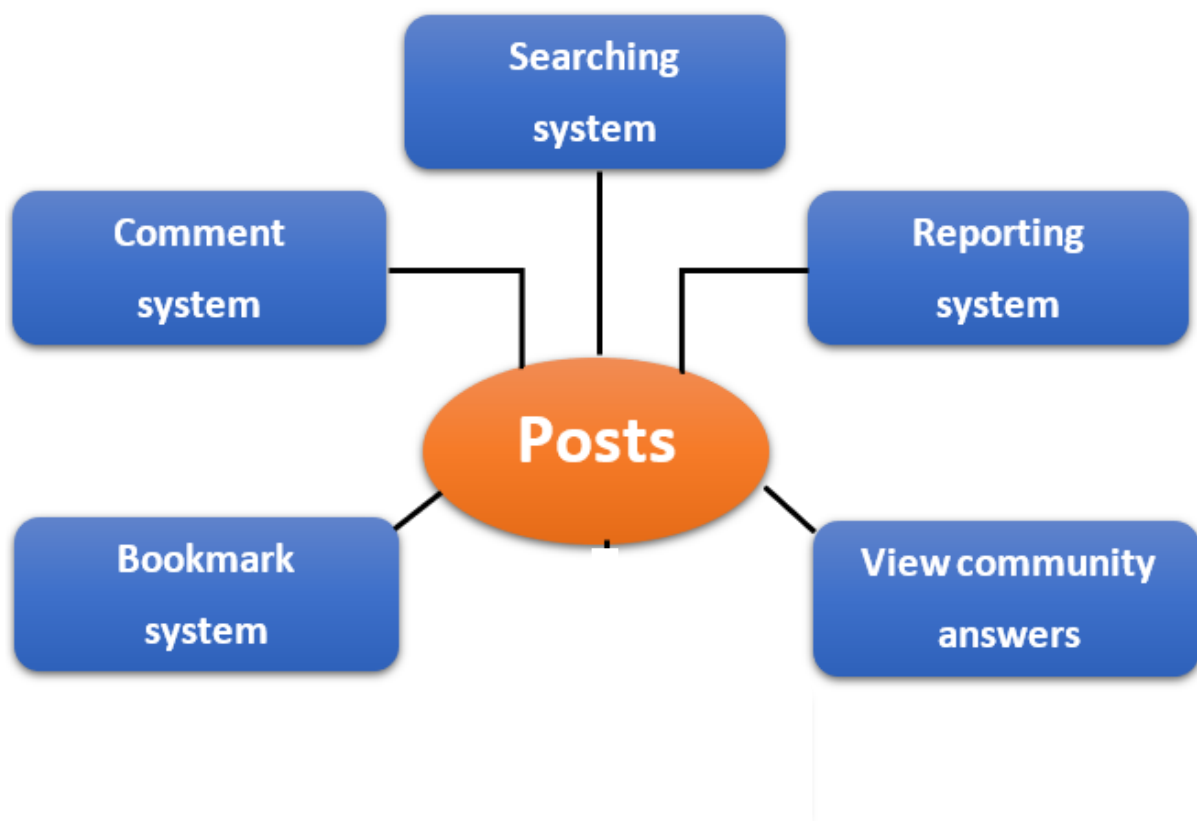 Searching
system
Comment
system
Reporting
system
Posts
Bookmark
system
View community
answers